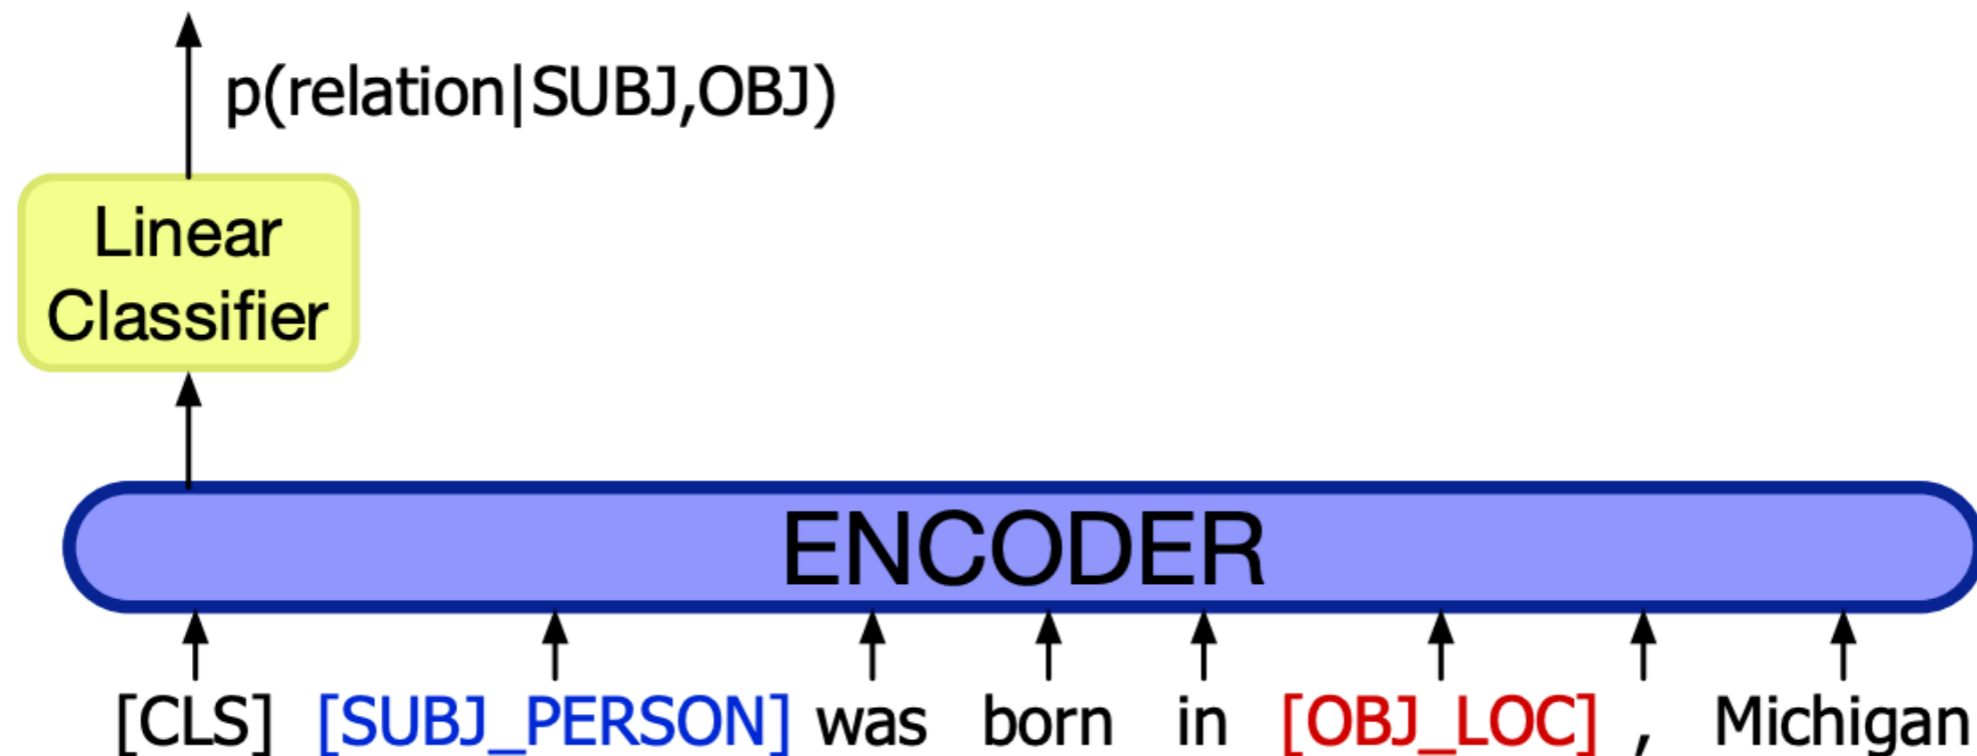 p(relation|SUBJ,OBJ)
Linear
Classifier
ENCODER
[CLS] [SUBJ_PERSON] was born in [OBJ_LOC] , Michigan